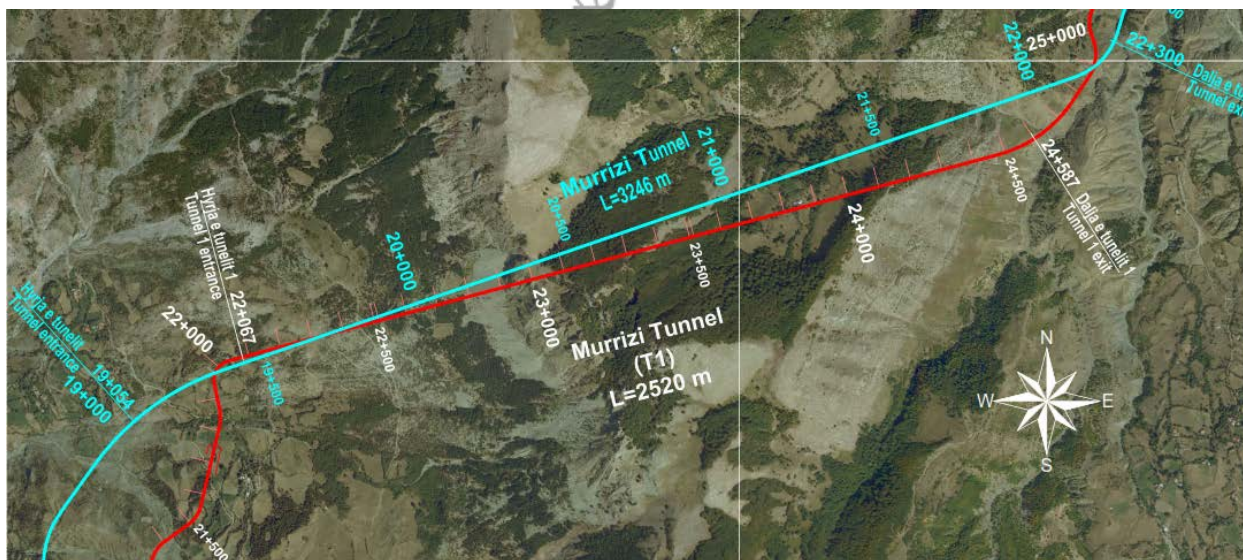 25+000
22+000
22+300
Dalla e tu
Tunnel exi
21+500
21+000
Murrizi Tunnel
L=3246 m
20+500
24+587
Dalja e tunelit 1
Tunnel 1 exit
24+500
24+000
23+500
20+000
Hyrja e tunelit 1
Tunnel 1 entrance
22+067
23+000
Murrizi Tunnel
(T1)
L=2520 m
22+500
22+000
19+500
Hyrja e tunelit
Tunnel entrance
19+054
19+000
21+500
N
W
E
S